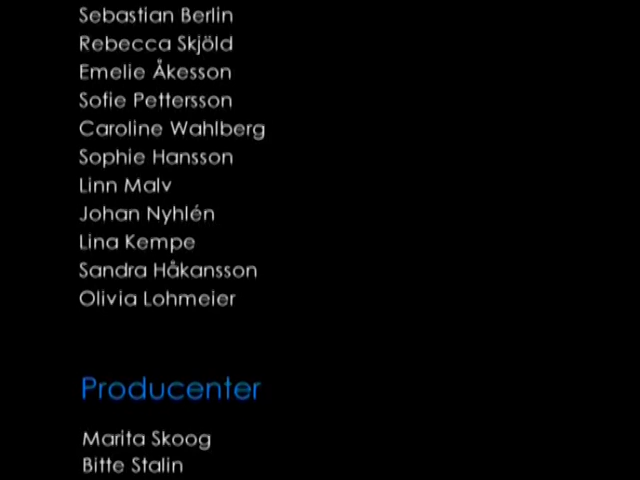 Sebastian Berlin
Rebecca Skjöld
Emelie Åkesson
Sofie Pettersson
Caroline Wahlberg
Sophie Hansson
Linn Malv
Johan Nyhlén
Lina Kempe
Sandra Håkansson
Olivia Lohmeier
Producenter
Marita Skoog
Bitte Stalin